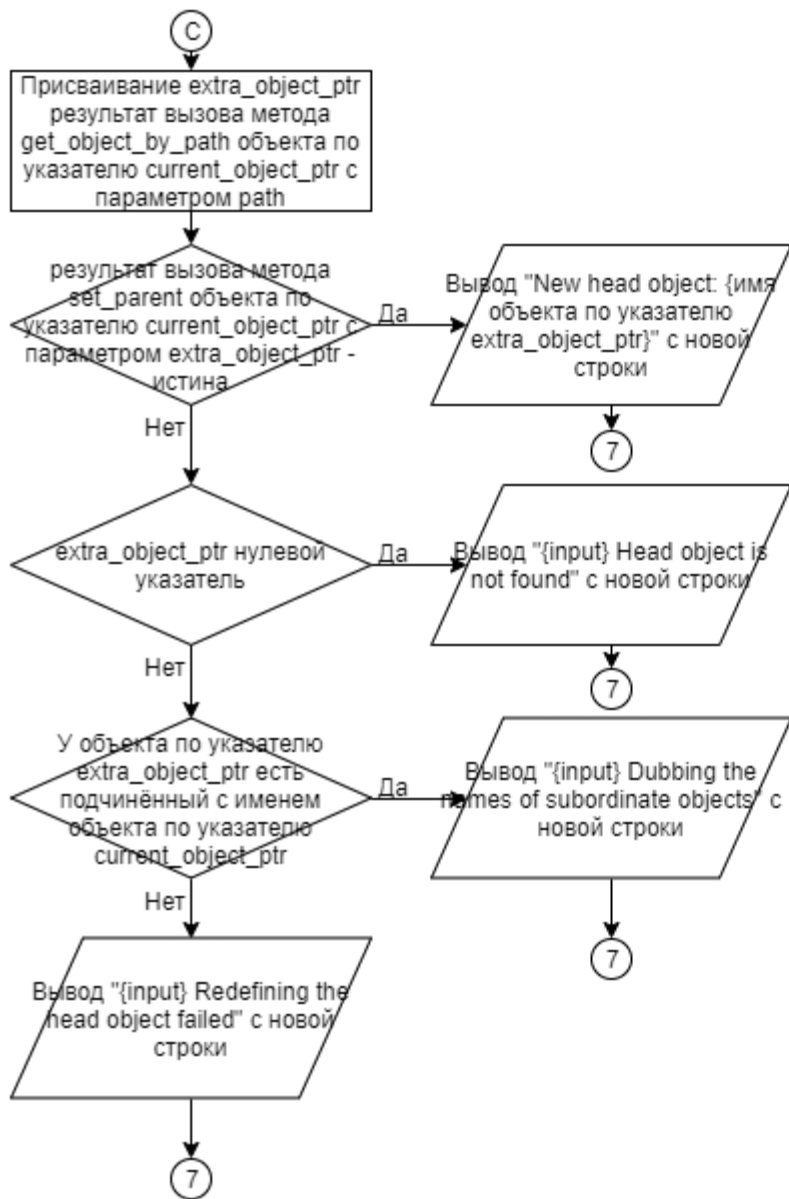 C
Присваивание extra_object_ptr
результат вызова метода
get_object_by_path объекта по
указателю current_object_ptr с
параметром path
результат вызова метода
set_parent объекта по
указателю current_object_ptr с
параметром extra_object_ptr -
истина
Да
Вывод "New head object: {имя
объекта по указателю
extra_object_ptr}" с новой
строки
7
Нет
extra_object_ptr нулевой
указатель
Да
Вывод "{input} Head object is
not found" с новой строки
7
Нет
У объекта по указателю
extra_object_ptr есть
подчинённый с именем
объекта по указателю
current_object_ptr
Да
Вывод "{input} Dubbing the
names of subordinate objects" с
новой строки
7
Нет
Вывод "{input} Redefining the
head object failed" с новой
строки
7